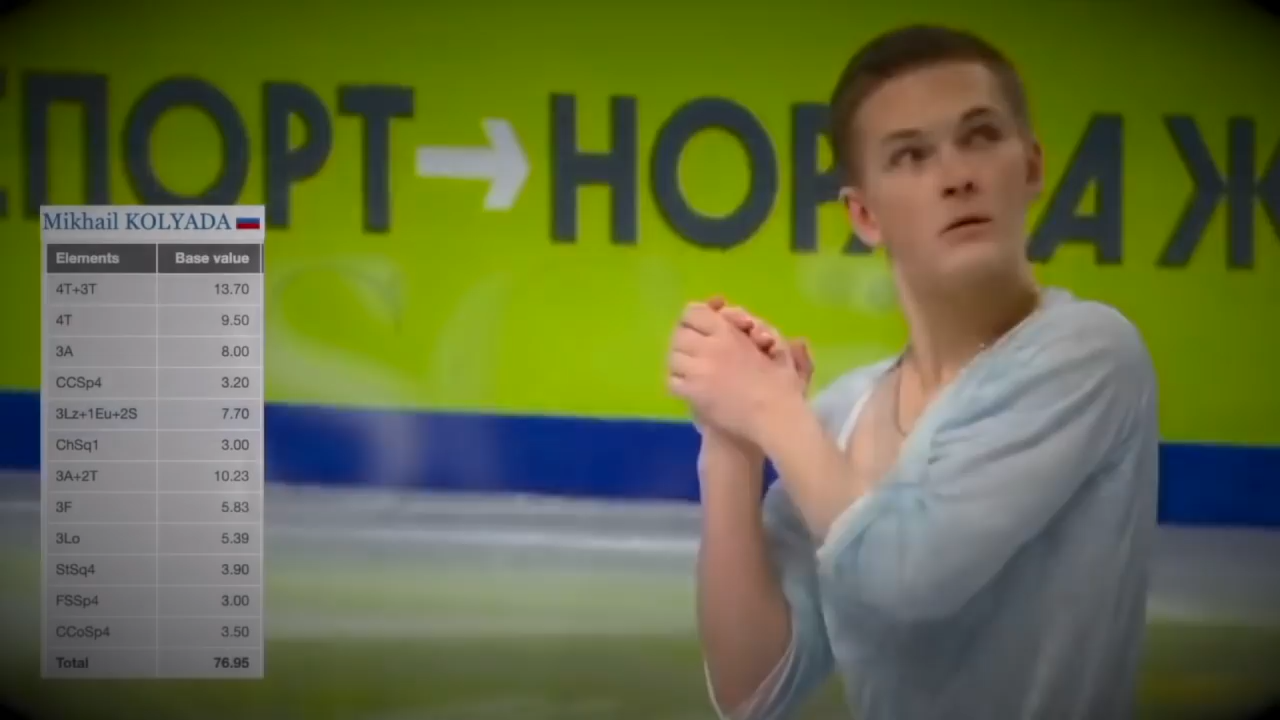 СПОРТ→НОРРАЖ
Mikhail KOLYADA
Elements Base value
4T+3T 13.70
4T 9.50
3A 8.00
CCSp4 3.20
3Lz+1Eu+2S 7.70
ChSq1 3.00
3A+2T 10.23
3F 5.83
3Lo 5.39
StSq4 3.90
FSSp4 3.00
CCoSp4 3.50
Total 76.95